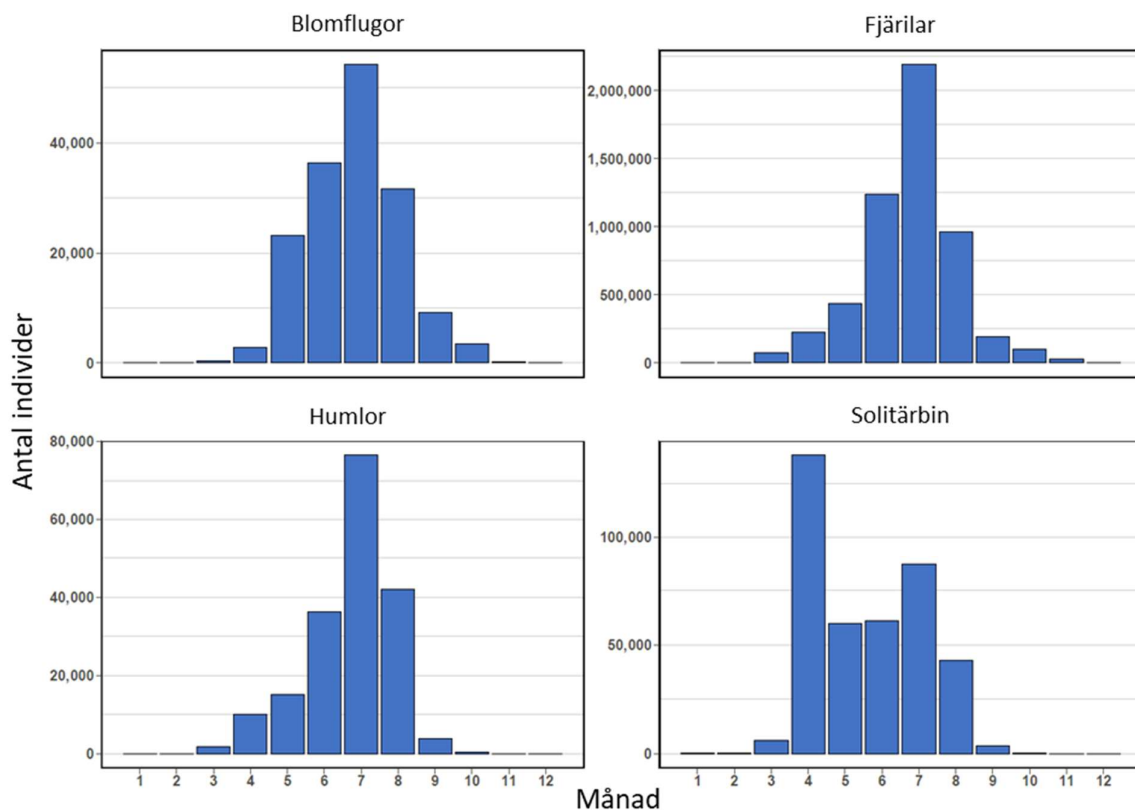 Blomflugor
40,000
20,000
0
Fjärilar
2,000,000
1,500,000
1,000,000
500,000
0
Antal individer
Humlor
80,000
60,000
40,000
20,000
0
1 2 3 4 5 6 7 8 9 10 11 12
Solitärbin
100,000
50,000
0
1 2 3 4 5 6 7 8 9 10 11 12
Månad